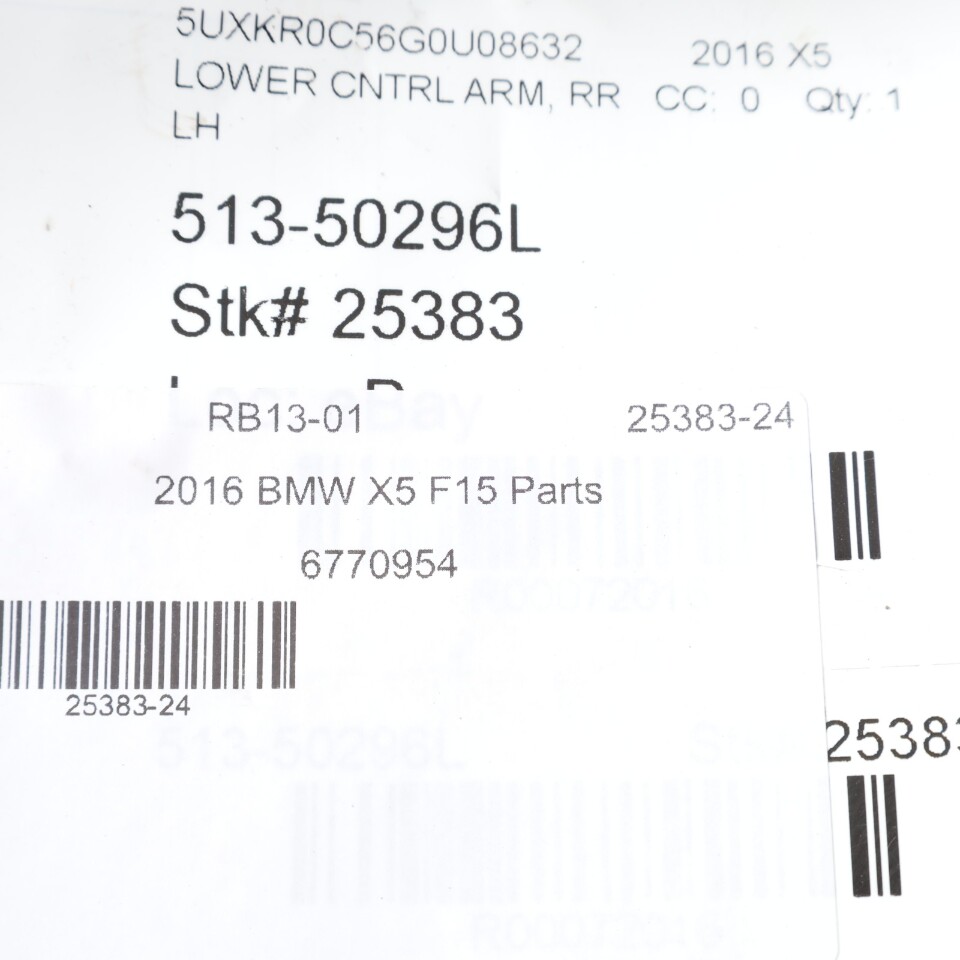 5UXKR0C56G0U08632 2016 X5
LOWER CNTRL ARM, RR CC: 0 Qty: 1
LH
513-50296L
Stk# 25383
RB13-01 25383-24
2016 BMW X5 F15 Parts
6770954
25383-24
513-50296L
2538